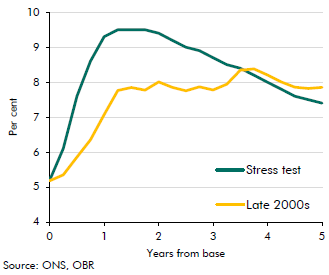 10
9
8
7
6
5
4
Per cent
Stress test
Late 2000s
0 1 2 3 4 5
Years from base
Source: ONS, OBR